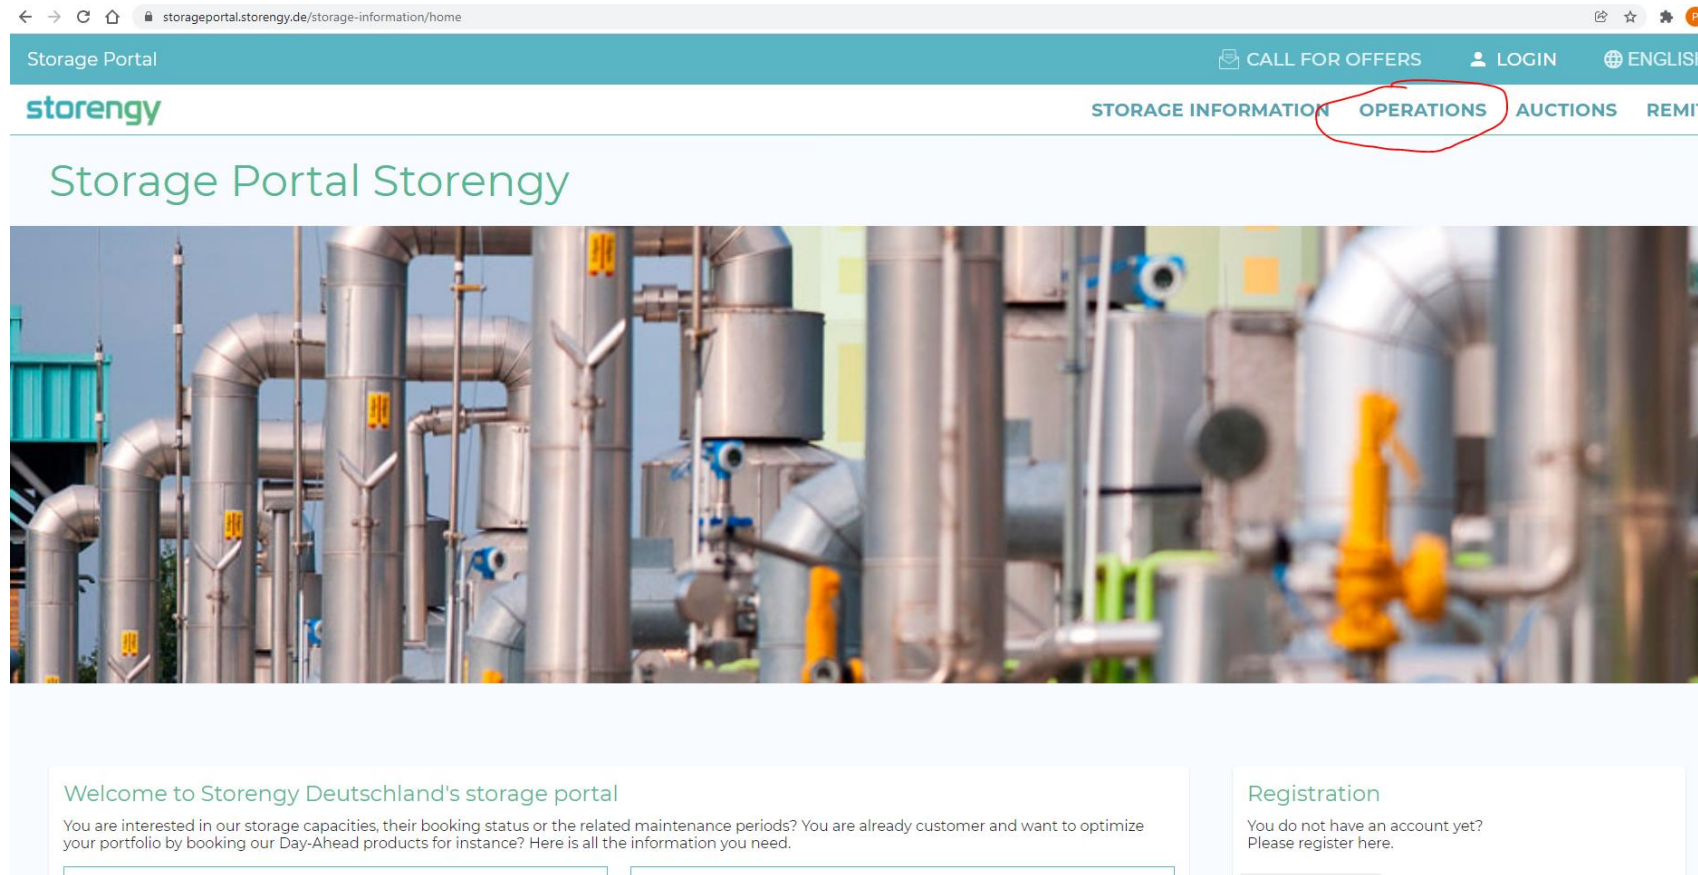 storageportal.storengy.de/storage-information/home
Storage Portal
CALL FOR OFFERS
LOGIN
ENGLISH
storengy
STORAGE INFORMATION
OPERATIONS
AUCTIONS
REMIT
Storage Portal Storengy
Welcome to Storengy Deutschland's storage portal
You are interested in our storage capacities, their booking status or the related maintenance periods? You are already customer and want to optimize
your portfolio by booking our Day-Ahead products for instance? Here is all the information you need.
Registration
You do not have an account yet?
Please register here.